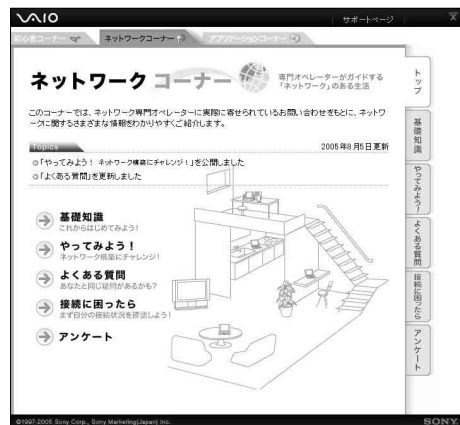 VAIO
サポートページ
初心者コーナー
ネットワークコーナー
アプリケーションコーナー
ネットワーク コーナー
専門オペレーターがガイドする
「ネットワーク」のある生活
このコーナーでは、ネットワーク専門オペレーターに実際に寄せられているお問い合わせをもとに、ネットワ
ークに関するさまざまな情報をわかりやすくご紹介します。
Topics
2005年8月5日更新
「やってみよう! ネットワーク構築にチャレンジ!」を公開しました
「よくある質問」を更新しました
基礎知識
これからはじめてみよう!
やってみよう!
ネットワーク構築にチャレンジ!
よくある質問
あなたと同じ疑問があるかも?
接続に困ったら
まず自分の接続状況を確認しよう!
アンケート
トップ
基礎知識
やってみよう!
よくある質問
接続に困ったら
アンケート
©1997-2005 Sony Corp., Sony Marketing(Japan) Inc.
SONY